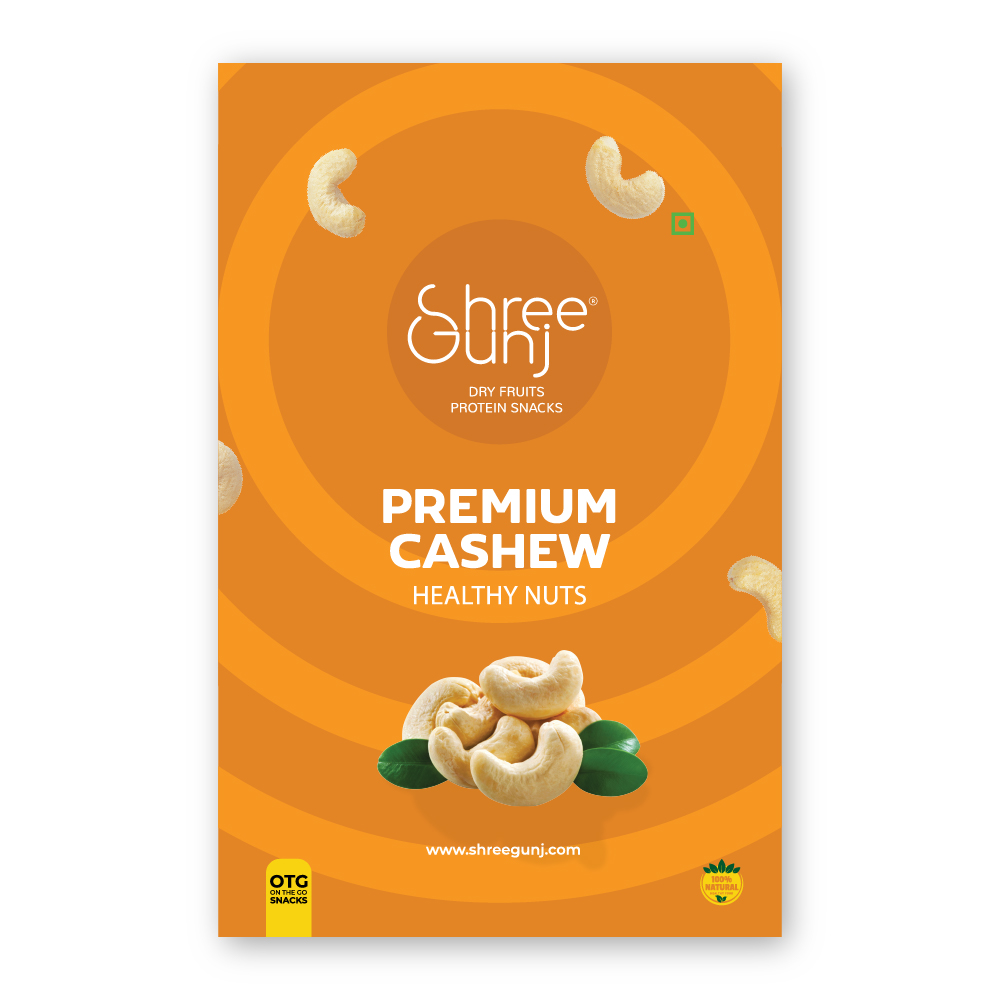 Shree®
Gunj
DRY FRUITS
PROTEIN SNACKS
PREMIUM
CASHEW
HEALTHY NUTS
www.shreegunj.com
OTG
ON THE GO
SNACKS
100%
NATURAL